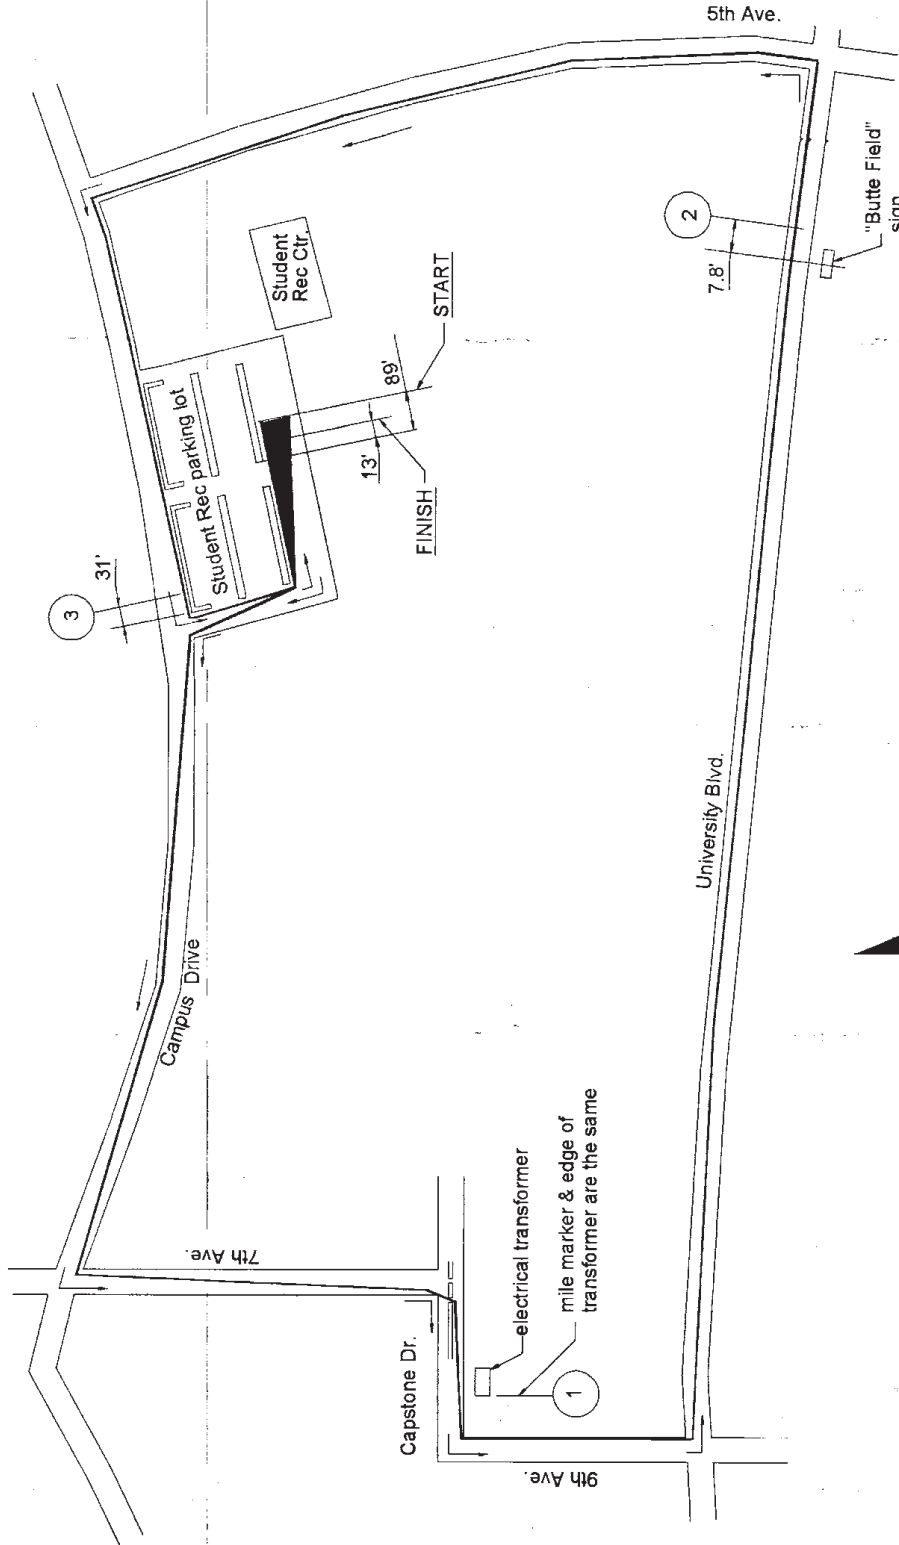 5th Ave.
"Butte Field"
sign
2
7.8'
Student
Rec Ctr.
START
89'
13'
FINISH
Student Rec parking lot
31'
3
University Blvd.
Campus Drive
7th Ave.
electrical transformer
mile marker & edge of
transformer are the same
1
Capstone Dr.
9th Ave.